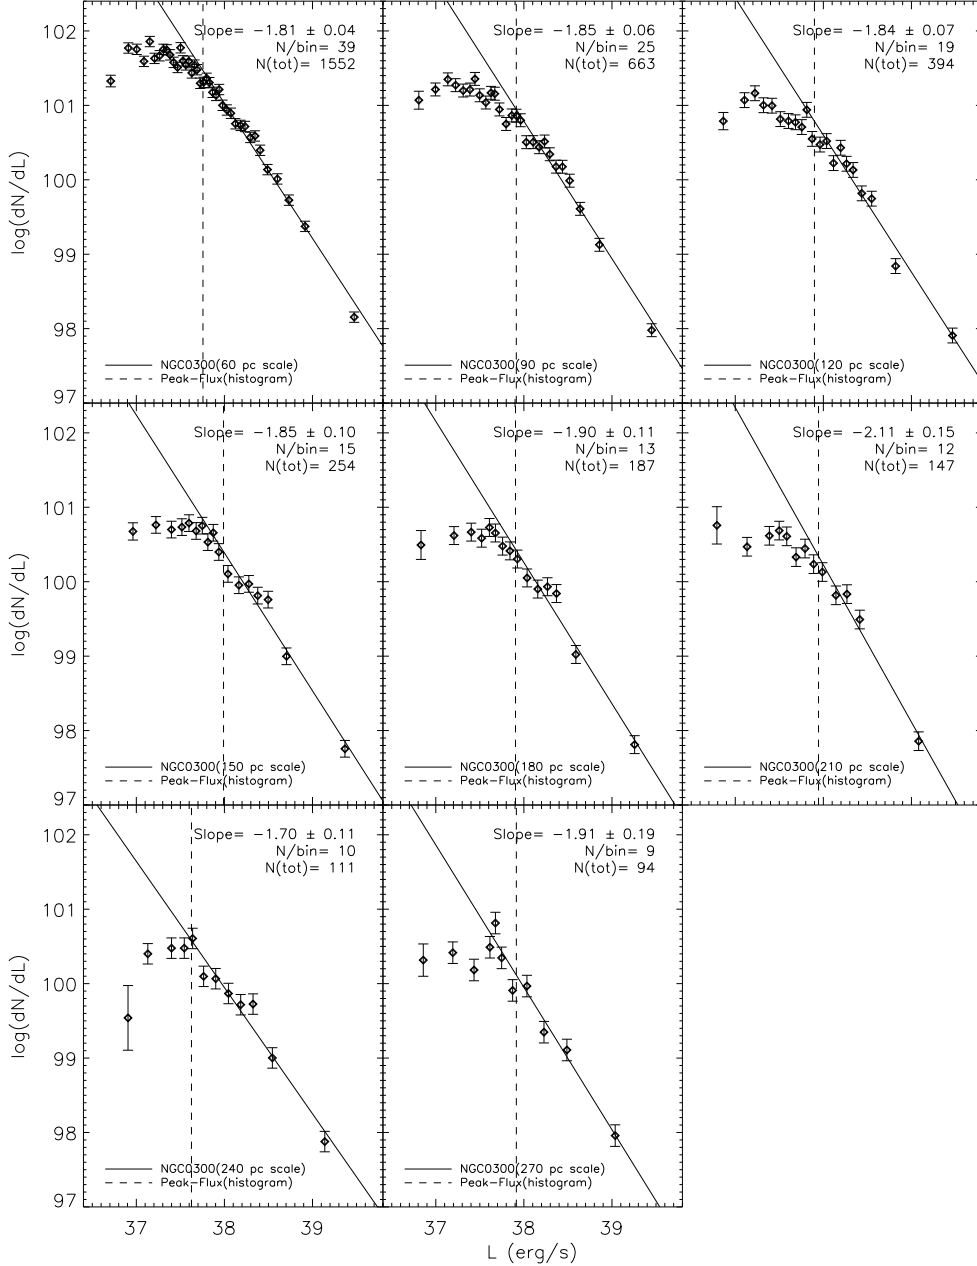 Slope= −1.81 ± 0.04
N/bin= 39
N(tot)= 1552
NGC0300(60 pc scale)
Peak−Flux(histogram)
Slope= −1.85 ± 0.06
N/bin= 25
N(tot)= 663
NGC0300(90 pc scale)
Peak−Flux(histogram)
Slope= −1.84 ± 0.07
N/bin= 19
N(tot)= 394
NGC0300(120 pc scale)
Peak−Flux(histogram)
102
101
100
99
98
97
log(dN/dL)
Slope= −1.85 ± 0.10
N/bin= 15
N(tot)= 254
NGC0300(150 pc scale)
Peak−Flux(histogram)
Slope= −1.90 ± 0.11
N/bin= 13
N(tot)= 187
NGC0300(180 pc scale)
Peak−Flux(histogram)
Slope= −2.11 ± 0.15
N/bin= 12
N(tot)= 147
NGC0300(210 pc scale)
Peak−Flux(histogram)
102
101
100
99
98
97
log(dN/dL)
Slope= −1.70 ± 0.11
N/bin= 10
N(tot)= 111
NGC0300(240 pc scale)
Peak−Flux(histogram)
Slope= −1.91 ± 0.19
N/bin= 9
N(tot)= 94
NGC0300(270 pc scale)
Peak−Flux(histogram)
102
101
100
99
98
97
log(dN/dL)
37 38 39
37 38 39
L (erg/s)